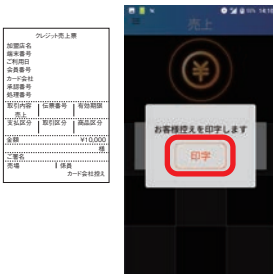 クレジット売上票
加盟店名
端末番号
ご利用日
会員番号
カード会社
承認番号
処理番号
取引内容 伝票番号 有効期限
売上
支払区分 取引区分 商品区分
金額 ¥10,000
様
ご署名
売場 係員
カード会社控え
50% 14:10
売上
お客様控えを印字します
印字